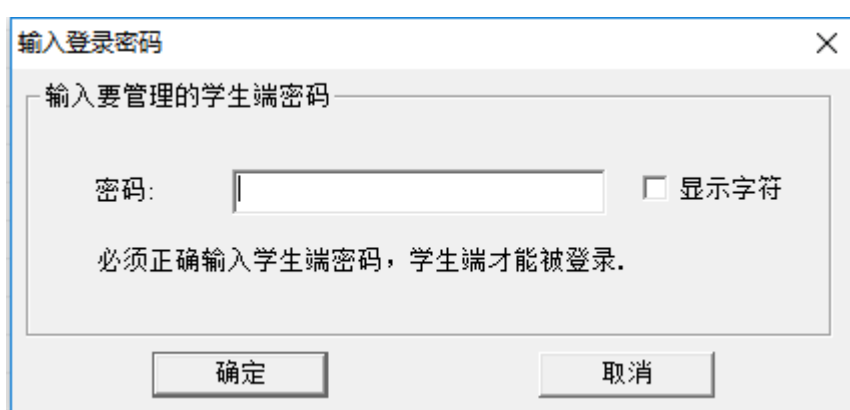 输入登录密码
输入要管理的学生端密码
密码:
显示字符
必须正确输入学生端密码，学生端才能被登录.
确定
取消